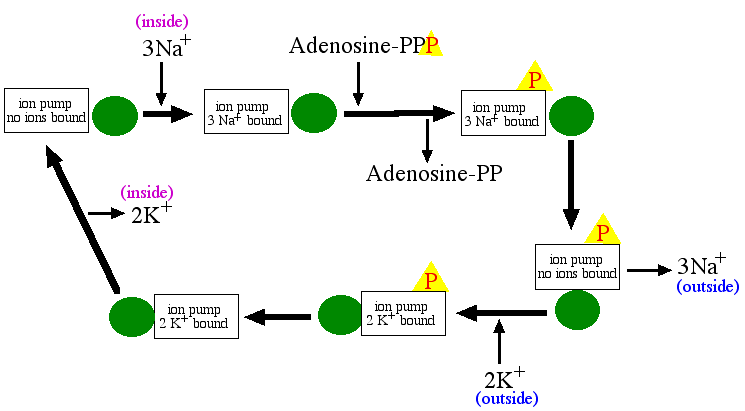 (inside)
3Na+
Adenosine-PPP
P
ion pump
no ions bound
ion pump
3 Na+ bound
ion pump
3 Na+ bound
Adenosine-PP
(inside)
2K+
P
ion pump
no ions bound
3Na+
(outside)
P
ion pump
2 K+ bound
ion pump
2 K+ bound
2K+
(outside)